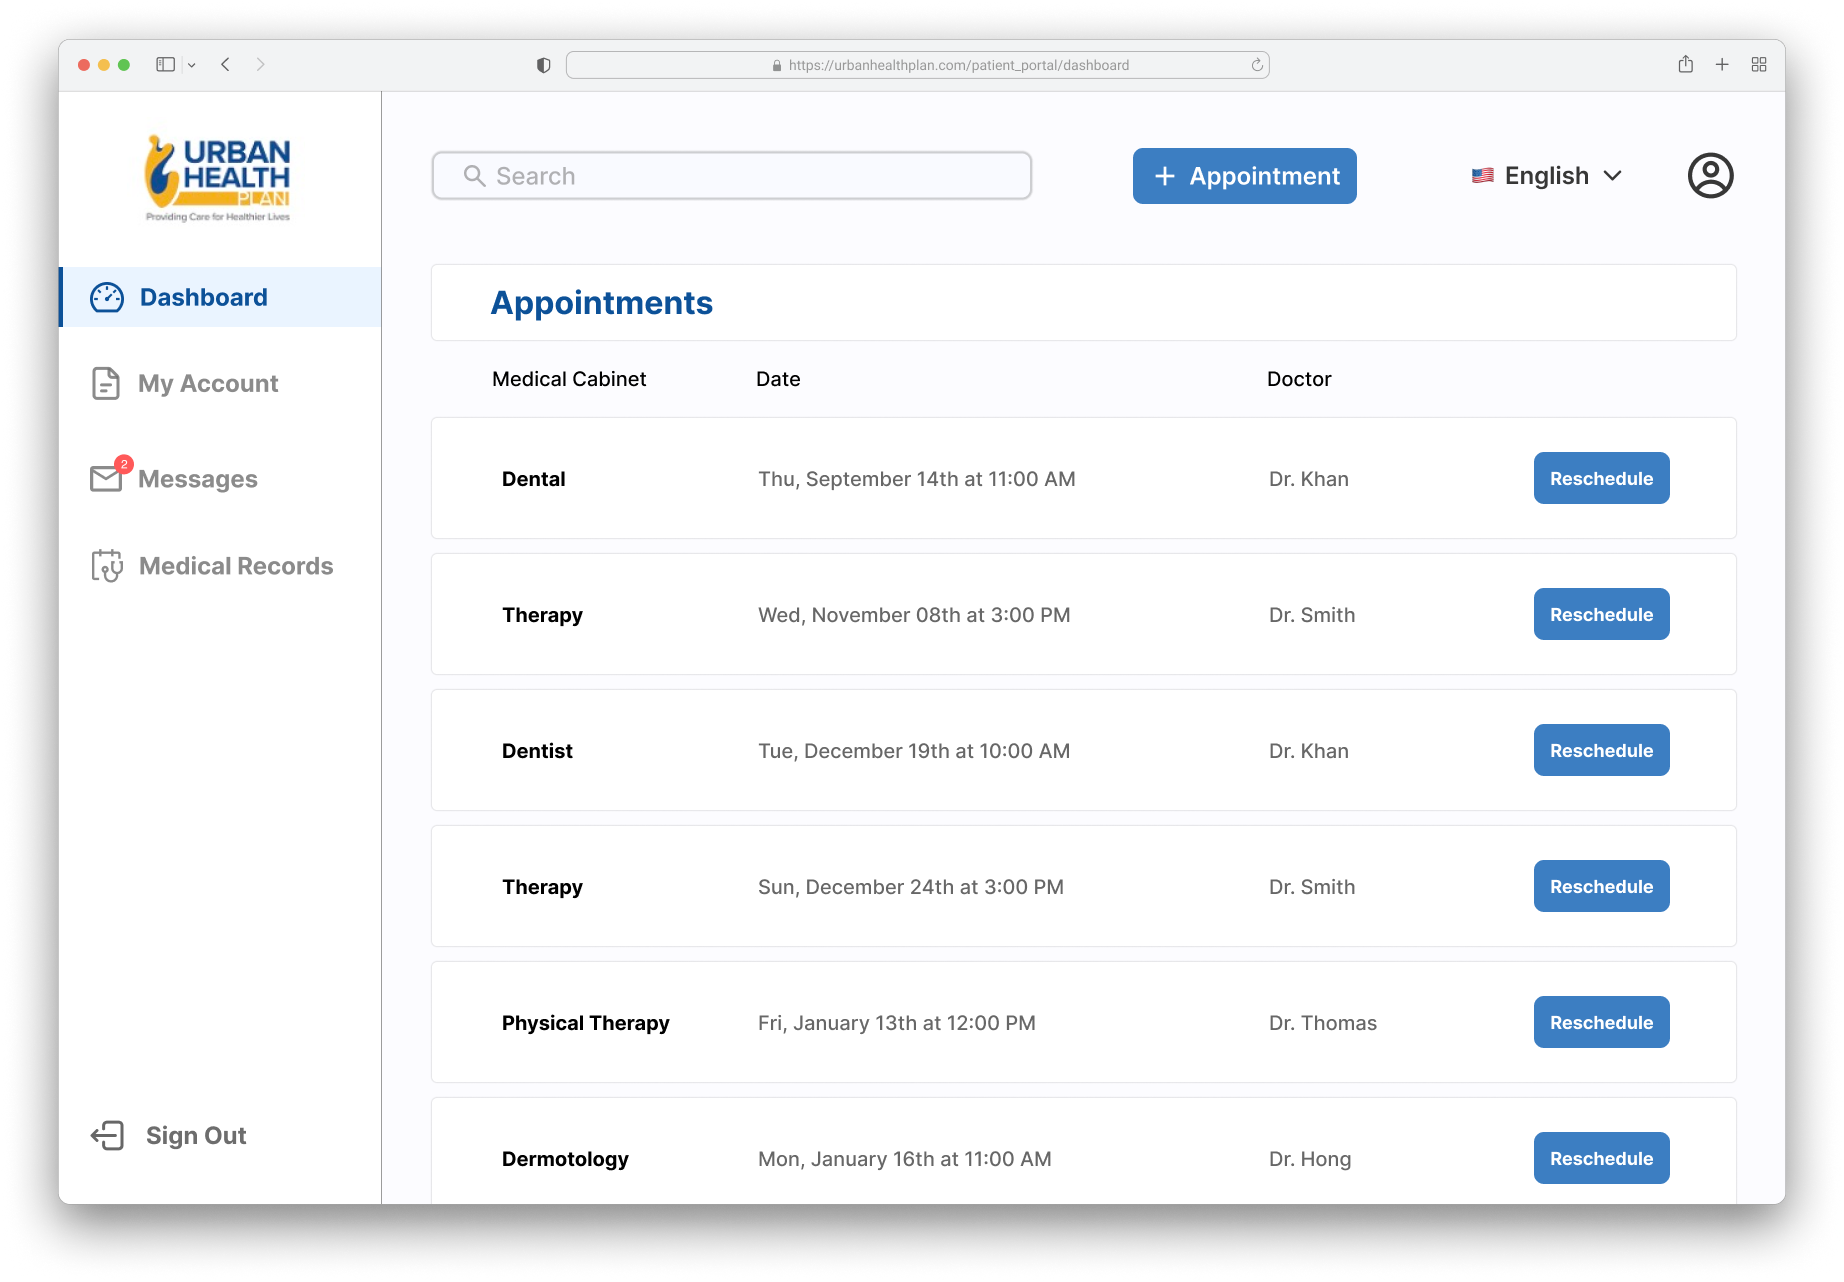 https://urbanhealthplan.com/patient_portal/dashboard
URBAN
HEALTH
PLAN
Providing Care for Healthier Lives
Search
+ Appointment
English
Dashboard
My Account
2
Messages
Medical Records
Sign Out
Appointments
Medical Cabinet Date Doctor
Dental Thu, September 14th at 11:00 AM Dr. Khan Reschedule
Therapy Wed, November 08th at 3:00 PM Dr. Smith Reschedule
Dentist Tue, December 19th at 10:00 AM Dr. Khan Reschedule
Therapy Sun, December 24th at 3:00 PM Dr. Smith Reschedule
Physical Therapy Fri, January 13th at 12:00 PM Dr. Thomas Reschedule
Dermotology Mon, January 16th at 11:00 AM Dr. Hong Reschedule